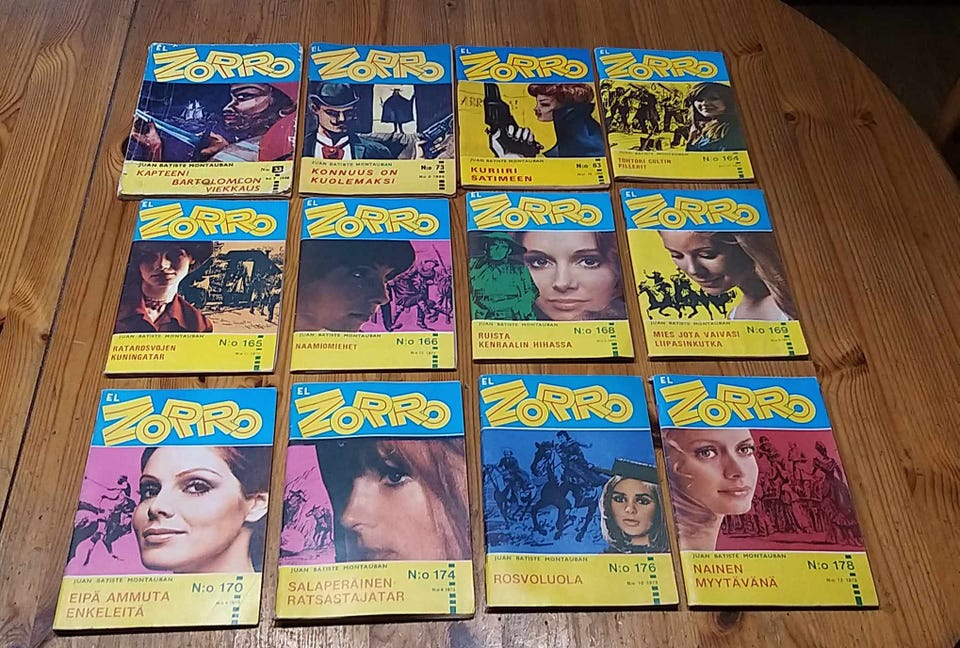 EL
ZORRO
JUAN BATISTE MONTAUBAN
KAPTEENI
BARTOLOMEON
VIEKKAUS
N:o 33
EL
ZORRO
JUAN BATISTE MONTAUBAN
KONNUUS ON
KUOLEMAKSI
N:o 73
EL
ZORRO
JUAN BATISTE MONTAUBAN
KURIIRI
SATIMEEN
N:o 83
EL
ZORRO
JUAN BATISTE MONTAUBAN
TOHTORI COLTIN
PILLERIT
N:o 164
EL
ZORRO
JUAN BATISTE MONTAUBAN
RATAROSVOJEN
KUNINGATAR
N:o 165
EL
ZORRO
JUAN BATISTE MONTAUBAN
NAAMIOMIEHET
N:o 166
EL
ZORRO
JUAN BATISTE MONTAUBAN
RUISTA
KENRAALIN HIHASSA
N:o 168
EL
ZORRO
JUAN BATISTE MONTAUBAN
MIES JOTA VAIVASI
LIIPASINKUTKA
N:o 169
EL
ZORRO
JUAN BATISTE MONTAUBAN
N:o 170
EIPÄ AMMUTA
ENKELEITÄ
EL
ZORRO
JUAN BATISTE MONTAUBAN
N:o 174
SALAPERÄINEN
RATSASTAJATAR
EL
ZORRO
JUAN BATISTE MONTAUBAN
N:o 176
ROSVOLUOLA
EL
ZORRO
JUAN BATISTE MONTAUBAN
N:o 178
NAINEN
MYYTÄVÄNÄ